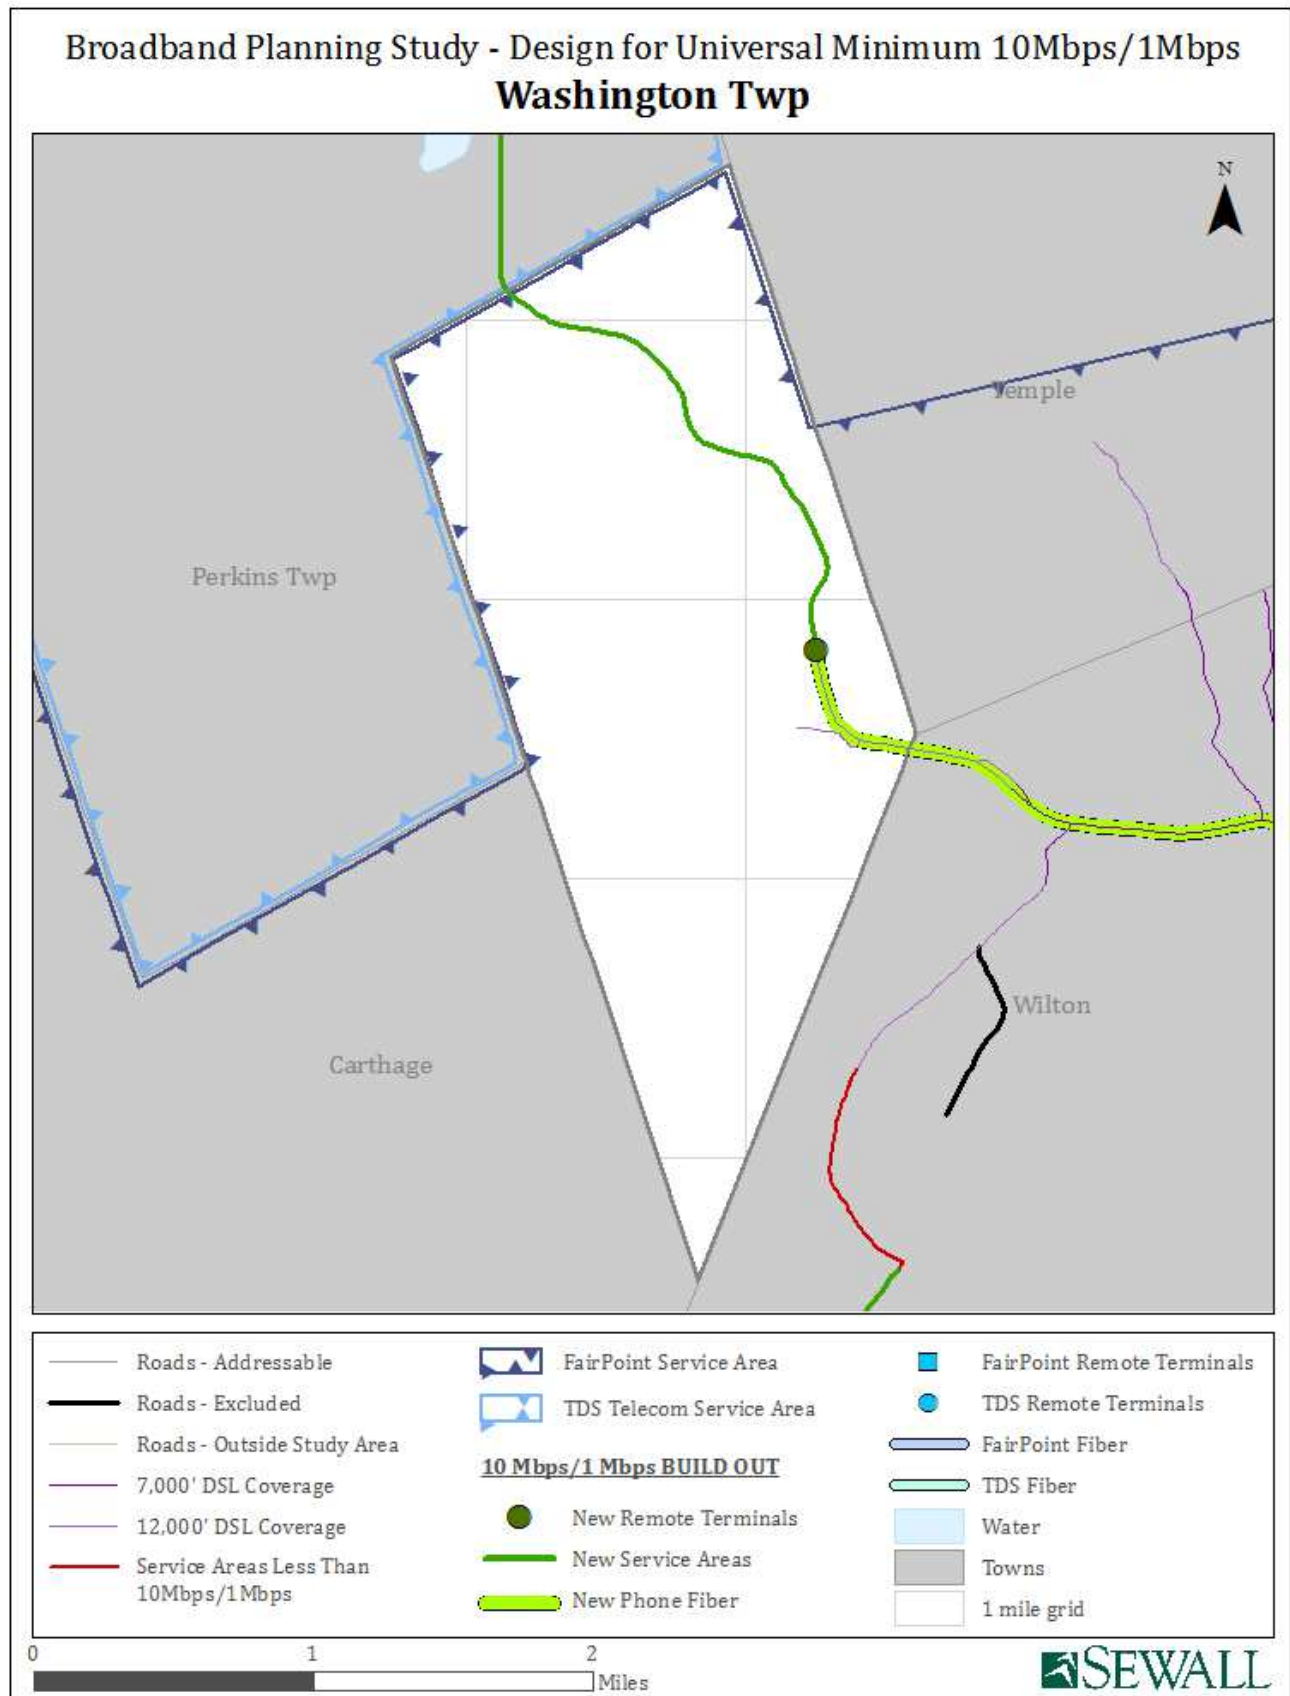 Broadband Planning Study - Design for Universal Minimum 10Mbps/1Mbps
Washington Twp
N
Temple
Perkins Twp
Wilton
Carthage
Roads - Addressable
Roads - Excluded
Roads - Outside Study Area
7,000' DSL Coverage
12,000' DSL Coverage
Service Areas Less Than
10Mbps/1Mbps
FairPoint Service Area
TDS Telecom Service Area
10 Mbps/1 Mbps BUILD OUT
New Remote Terminals
New Service Areas
New Phone Fiber
FairPoint Remote Terminals
TDS Remote Terminals
FairPoint Fiber
TDS Fiber
Water
Towns
1 mile grid
0 1 2
Miles
SEWALL